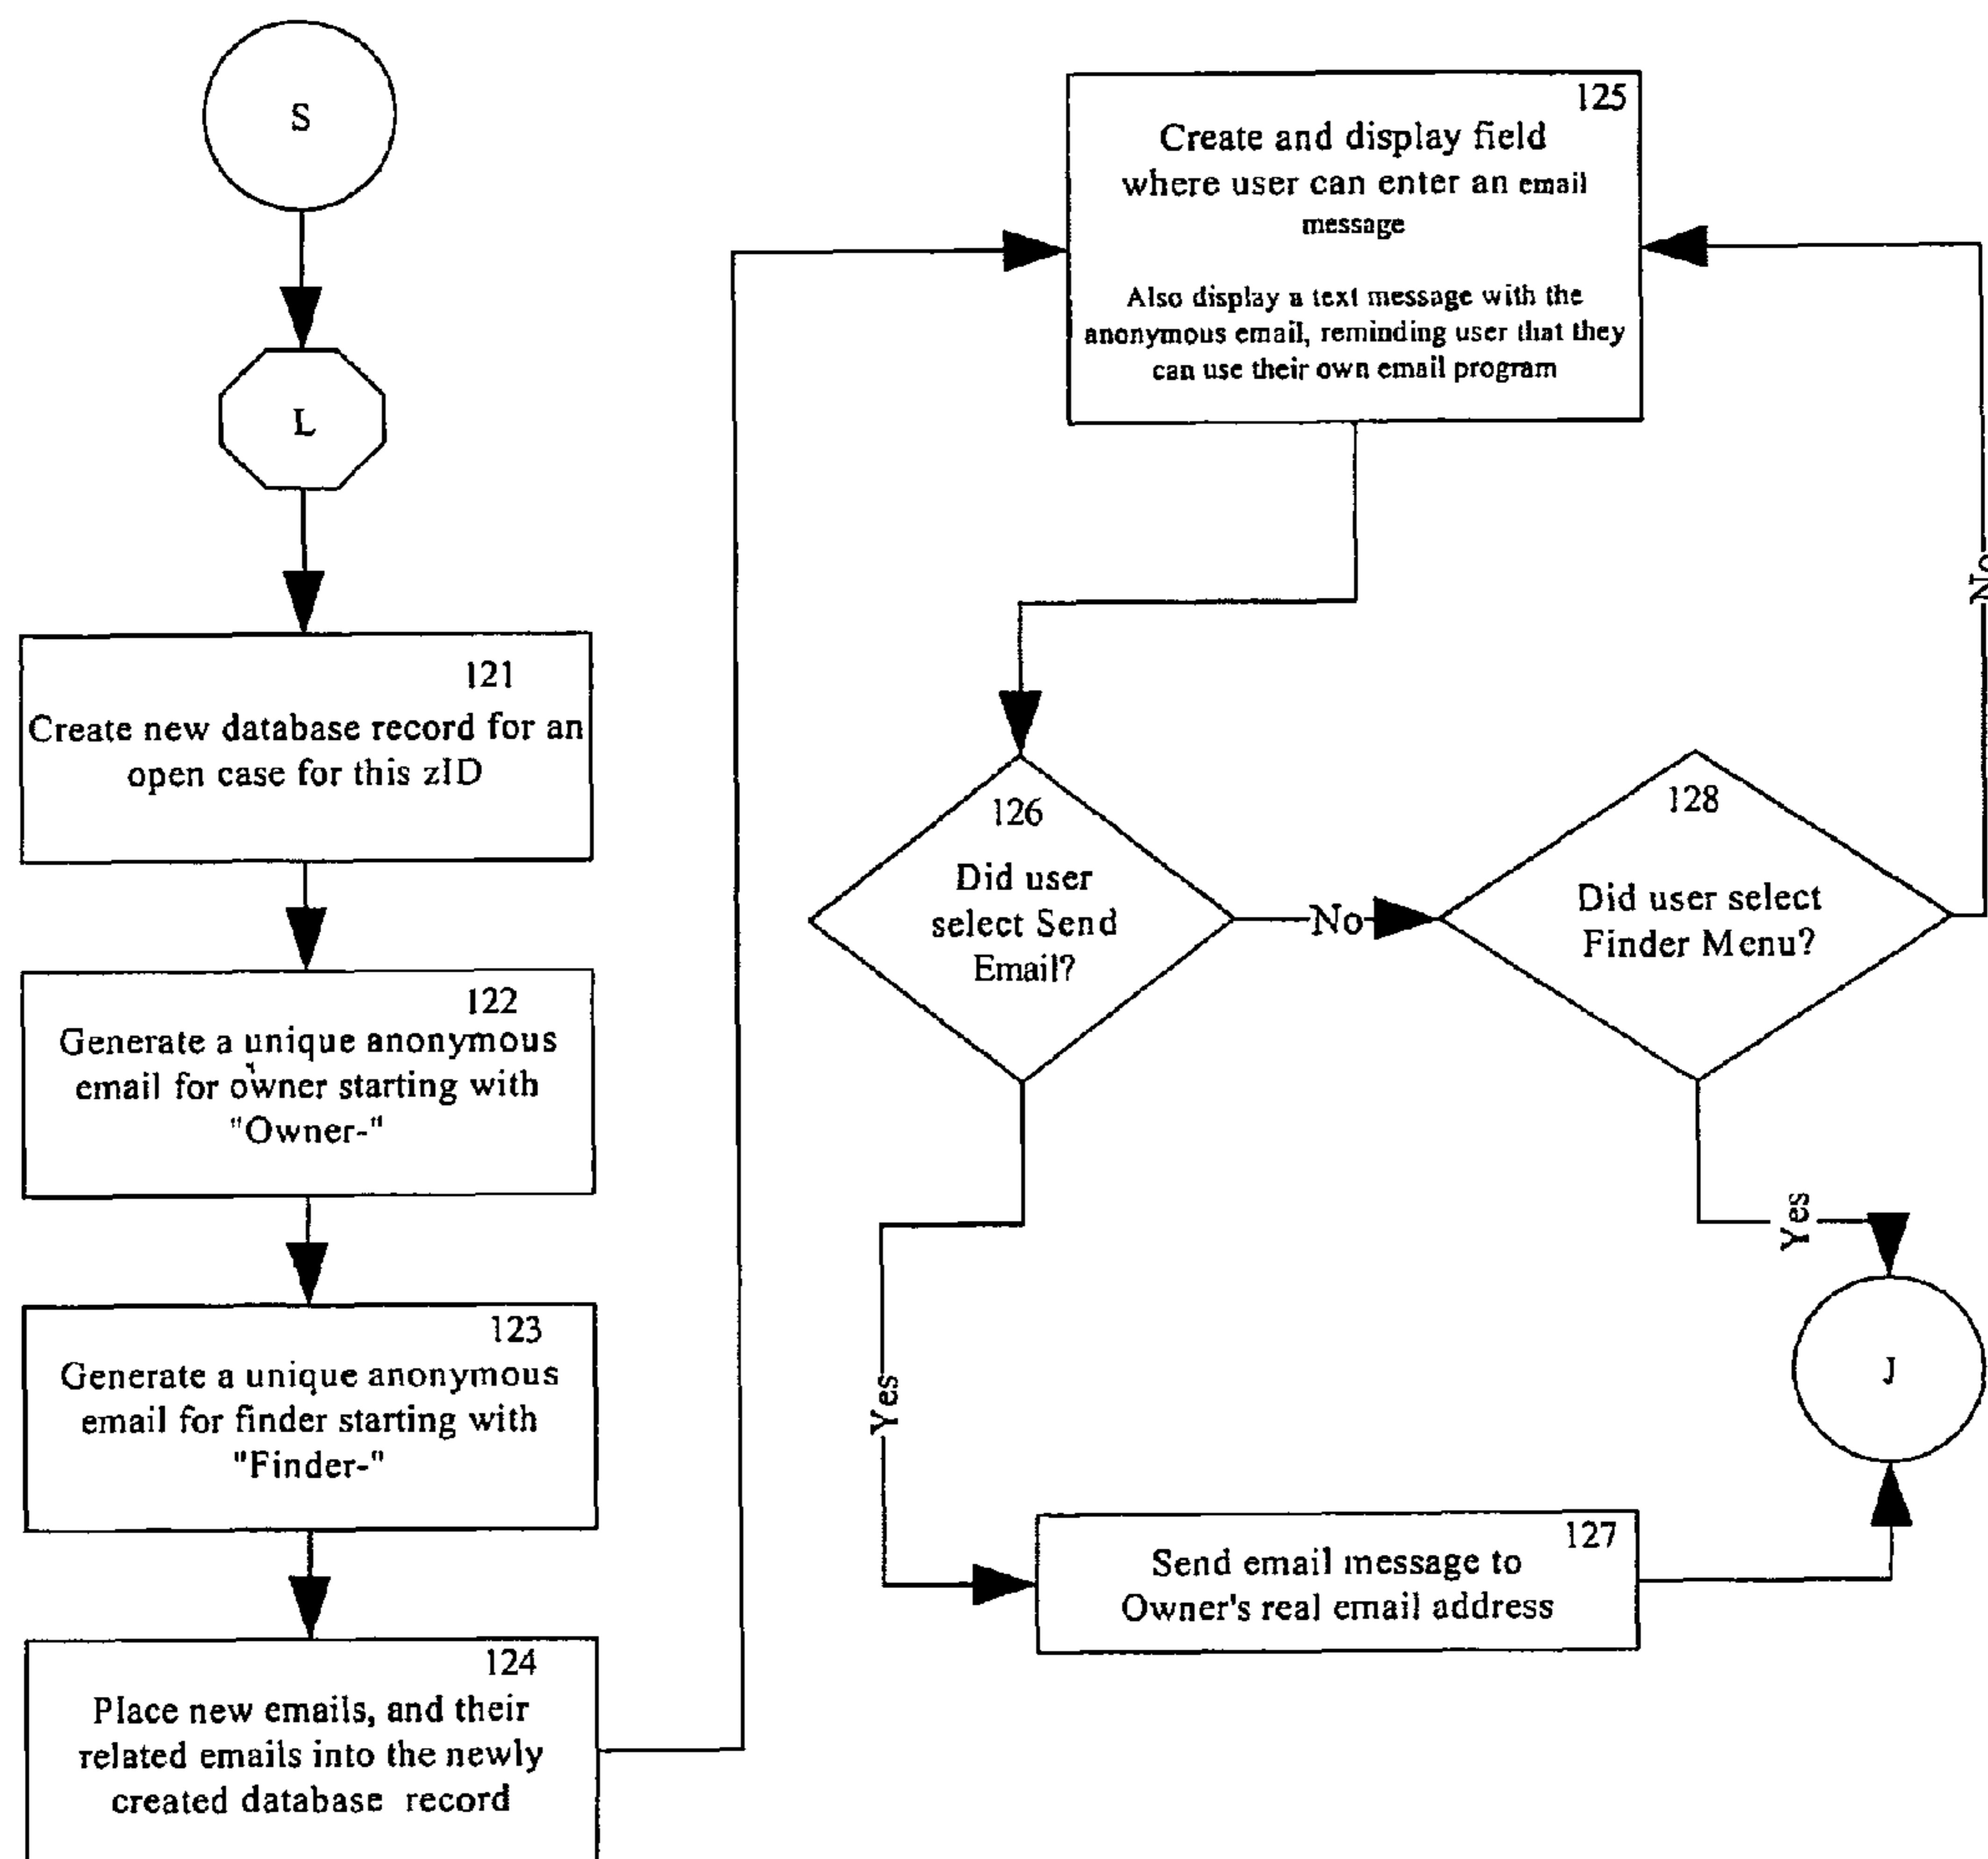 S
L
121
Create new database record for an
open case for this zID
122
Generate a unique anonymous
email for owner starting with
"Owner-"
123
Generate a unique anonymous
email for finder starting with
"Finder-"
124
Place new emails, and their
related emails into the newly
created database record
125
Create and display field
where user can enter an email
message
Also display a text message with the
anonymous email, reminding user that they
can use their own email program
126
Did user
select Send
Email?
No
128
Did user select
Finder Menu?
No
Yes
Yes
J
127
Send email message to
Owner's real email address